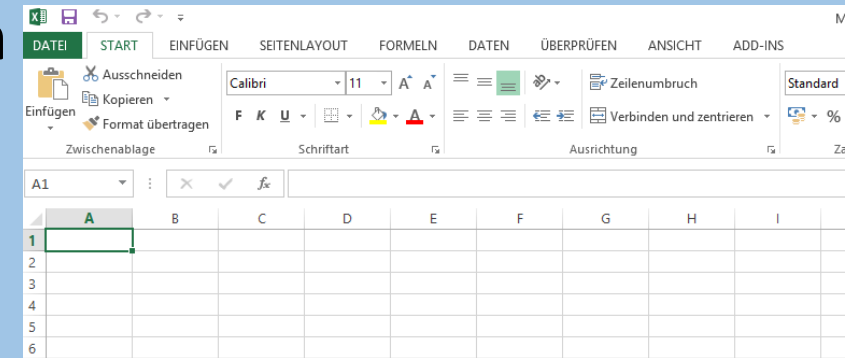 M
DATEI START EINFÜGEN SEITENLAYOUT FORMELN DATEN ÜBERPRÜFEN ANSICHT ADD-INS
Ausschneiden
Kopieren
Einfügen
Format übertragen
Zwischenablage
Calibri 11 A A
F K U A
Schriftart
Zeilenumbruch
Verbinden und zentrieren
Ausrichtung
Standard
%
Za
A1 fx
A B C D E F G H I
1
2
3
4
5
6